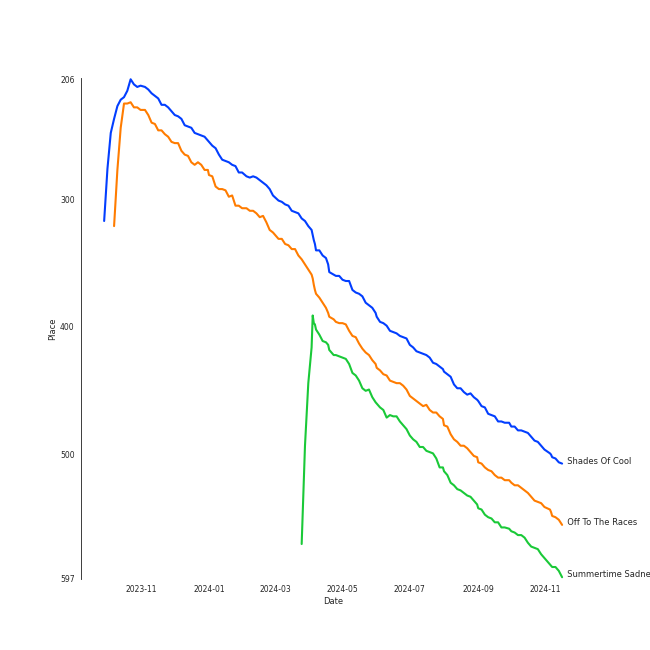 206
300
400
500
597
Place
2023-11
2024-01
2024-03
2024-05
2024-07
2024-09
2024-11
Date
Shades Of Cool
Off To The Races
Summertime Sadne